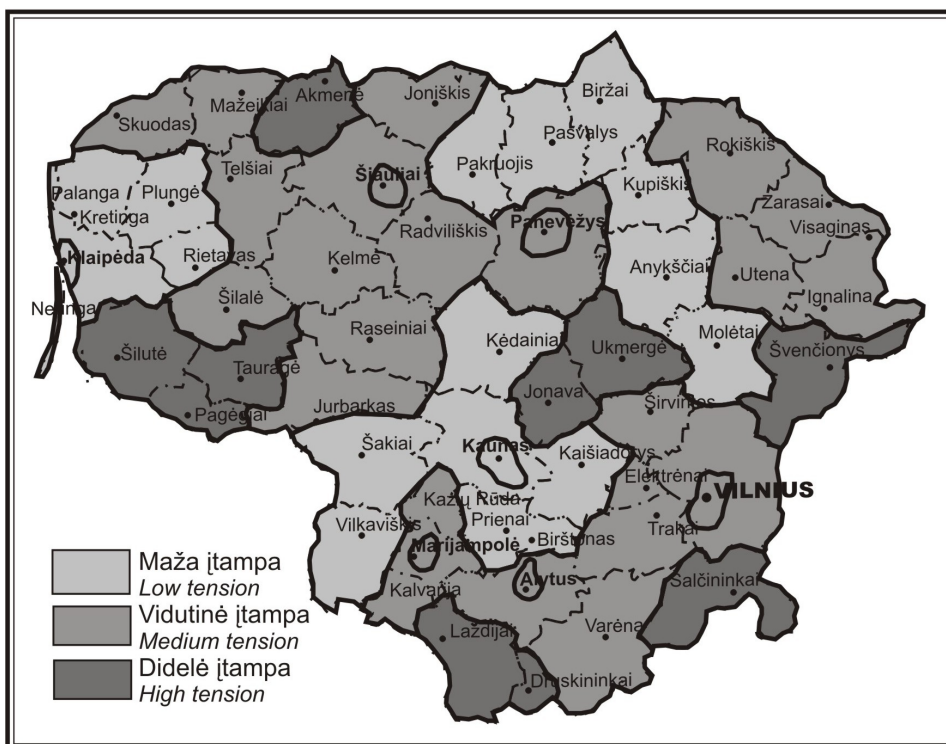 Akmenė
Mažeikiai
Joniškis
Biržai
Skuodas
Pašvalys
Rokiškis
Telšiai
Šiauliai
Pakruojis
Palanga
Plungė
Kupiškis
Kretinga
Žarasai
Radviliškis
Panevėžys
Visaginas
Klaipėda
Rietavas
Kelmė
Anykščiai
Utena
Neringa
Šilalė
Ignalina
Raseiniai
Kėdainiai
Ukmergė
Molėtai
Šilutė
Tauragė
Švenčionys
Jonava
Pagėgiai
Jurbarkas
Širvintos
Šakiai
Kaunas
Kaišiadorys
Elektrėnai
VILNIUS
Kazlų Rūda
Vilkaviškis
Prienai
Trakai
Birštonas
Marijampolė
Maža įtampa
Low tension
Alytus
Šalčininkai
Kalvarija
Vidutinė įtampa
Medium tension
Lazdijai
Varėna
Didelė įtampa
High tension
Druskininkai